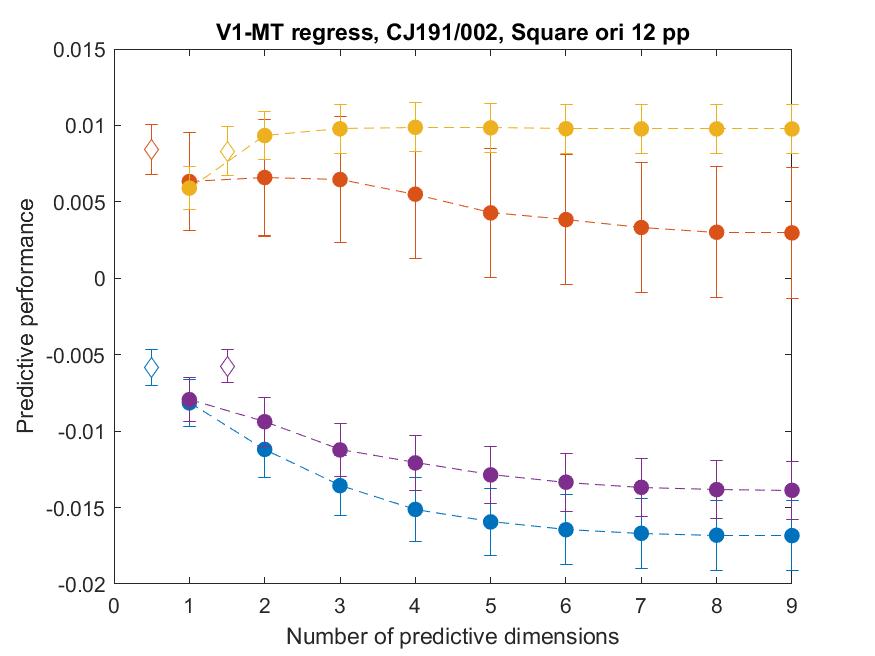 V1-MT regress, CJ191/002, Square ori 12 pp
0.015
0.01
0.005
0
-0.005
-0.01
-0.015
-0.02
Predictive performance
0 1 2 3 4 5 6 7 8 9
Number of predictive dimensions